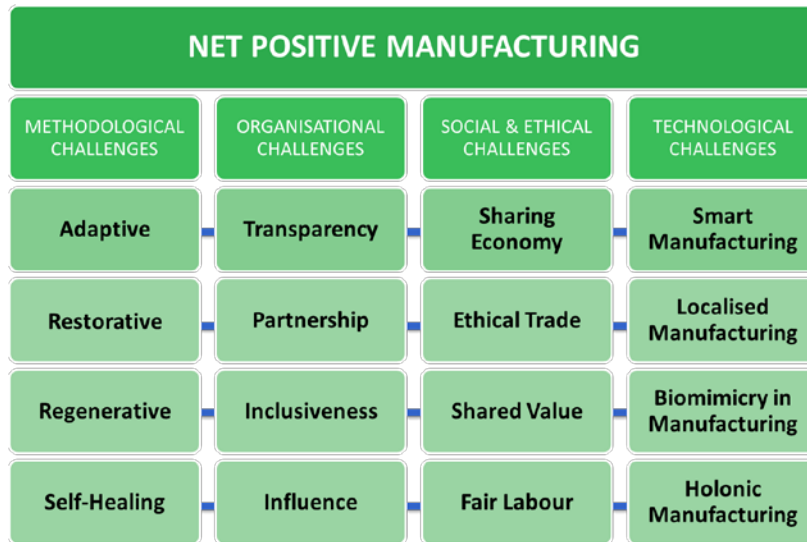 NET POSITIVE MANUFACTURING
METHODOLOGICAL
CHALLENGES
ORGANISATIONAL
CHALLENGES
SOCIAL & ETHICAL
CHALLENGES
TECHNOLOGICAL
CHALLENGES
Adaptive
Transparency
Sharing
Economy
Smart
Manufacturing
Restorative
Partnership
Ethical Trade
Localised
Manufacturing
Regenerative
Inclusiveness
Shared Value
Biomimicry in
Manufacturing
Self-Healing
Influence
Fair Labour
Holonic
Manufacturing